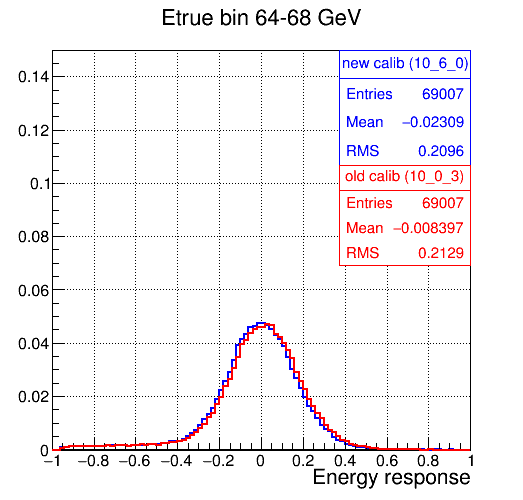 Etrue bin 64-68 GeV
new calib (10_6_0)
Entries 69007
Mean −0.02309
RMS 0.2096
old calib (10_0_3)
Entries 69007
Mean −0.008397
RMS 0.2129
0.14
0.12
0.1
0.08
0.06
0.04
0.02
0
−1 −0.8 −0.6 −0.4 −0.2 0 0.2 0.4 0.6 0.8 1
Energy response